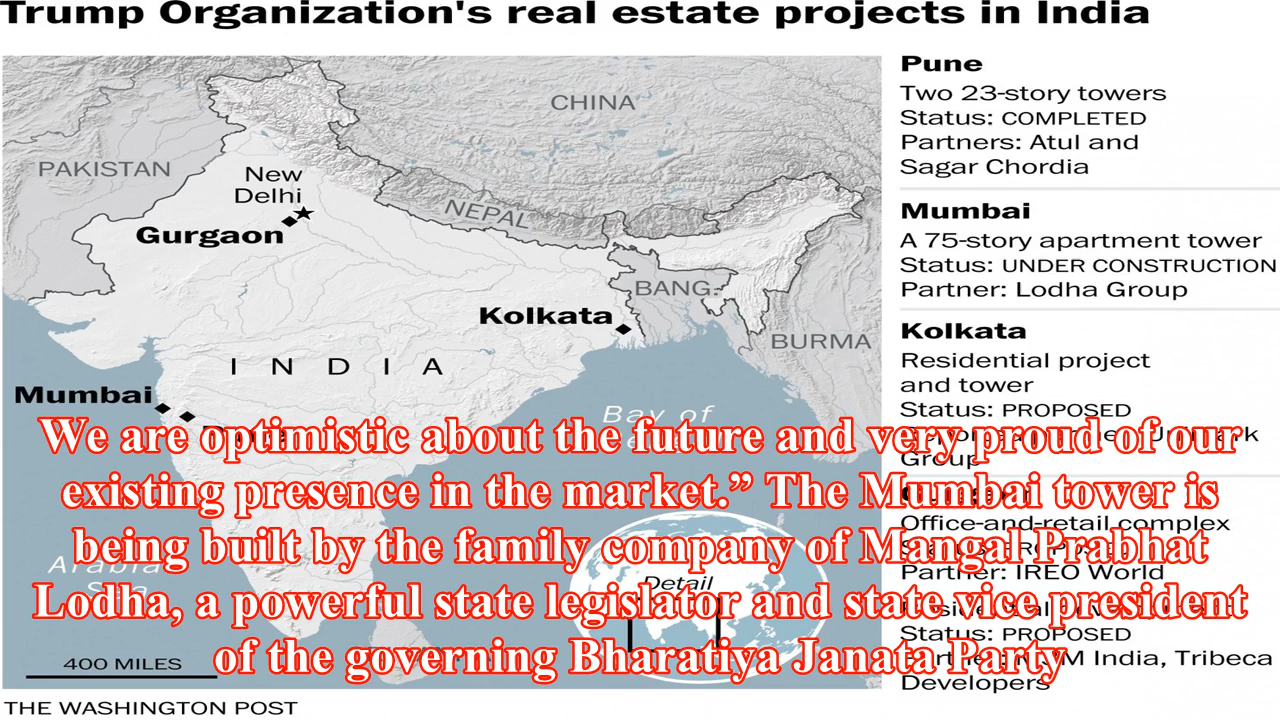 Trump Organization's real estate projects in India
CHINA
PAKISTAN
New
Delhi
NEPAL
Gurgaon
BANG.
Kolkata
BURMA
INDIA
Mumbai
Bay of
Detail
400 MILES
THE WASHINGTON POST
Pune
Two 23-story towers
Status: COMPLETED
Partners: Atul and
Sagar Chordia
Mumbai
A 75-story apartment tower
Status: UNDER CONSTRUCTION
Partner: Lodha Group
Kolkata
Residential project
and tower
Status: PROPOSED
Group
Office-and-retail complex
Partner: IREO World
Status: PROPOSED
India, Tribeca
Developers
We are optimistic about the future and very proud of our
existing presence in the market.” The Mumbai tower is
being built by the family company of Mangal Prabhat
Lodha, a powerful state legislator and state vice president
of the governing Bharatiya Janata Party